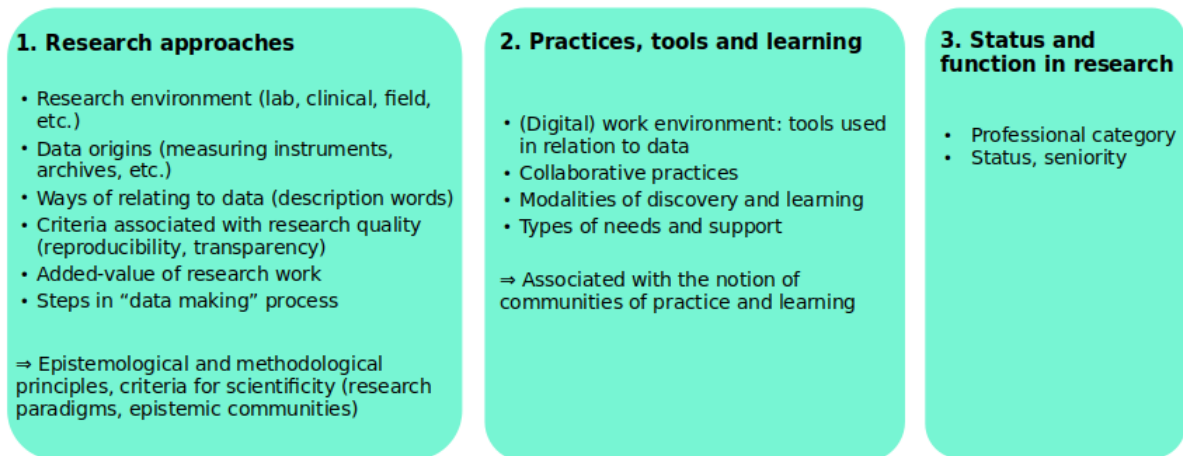 1. Research approaches
• Research environment (lab, clinical, field,
etc.)
• Data origins (measuring instruments,
archives, etc.)
• Ways of relating to data (description words)
• Criteria associated with research quality
(reproducibility, transparency)
• Added-value of research work
• Steps in “data making” process
⇒ Epistemological and methodological
principles, criteria for scientificity (research
paradigms, epistemic communities)
2. Practices, tools and learning
• (Digital) work environment: tools used
in relation to data
• Collaborative practices
• Modalities of discovery and learning
• Types of needs and support
⇒ Associated with the notion of
communities of practice and learning
3. Status and
function in research
• Professional category
• Status, seniority